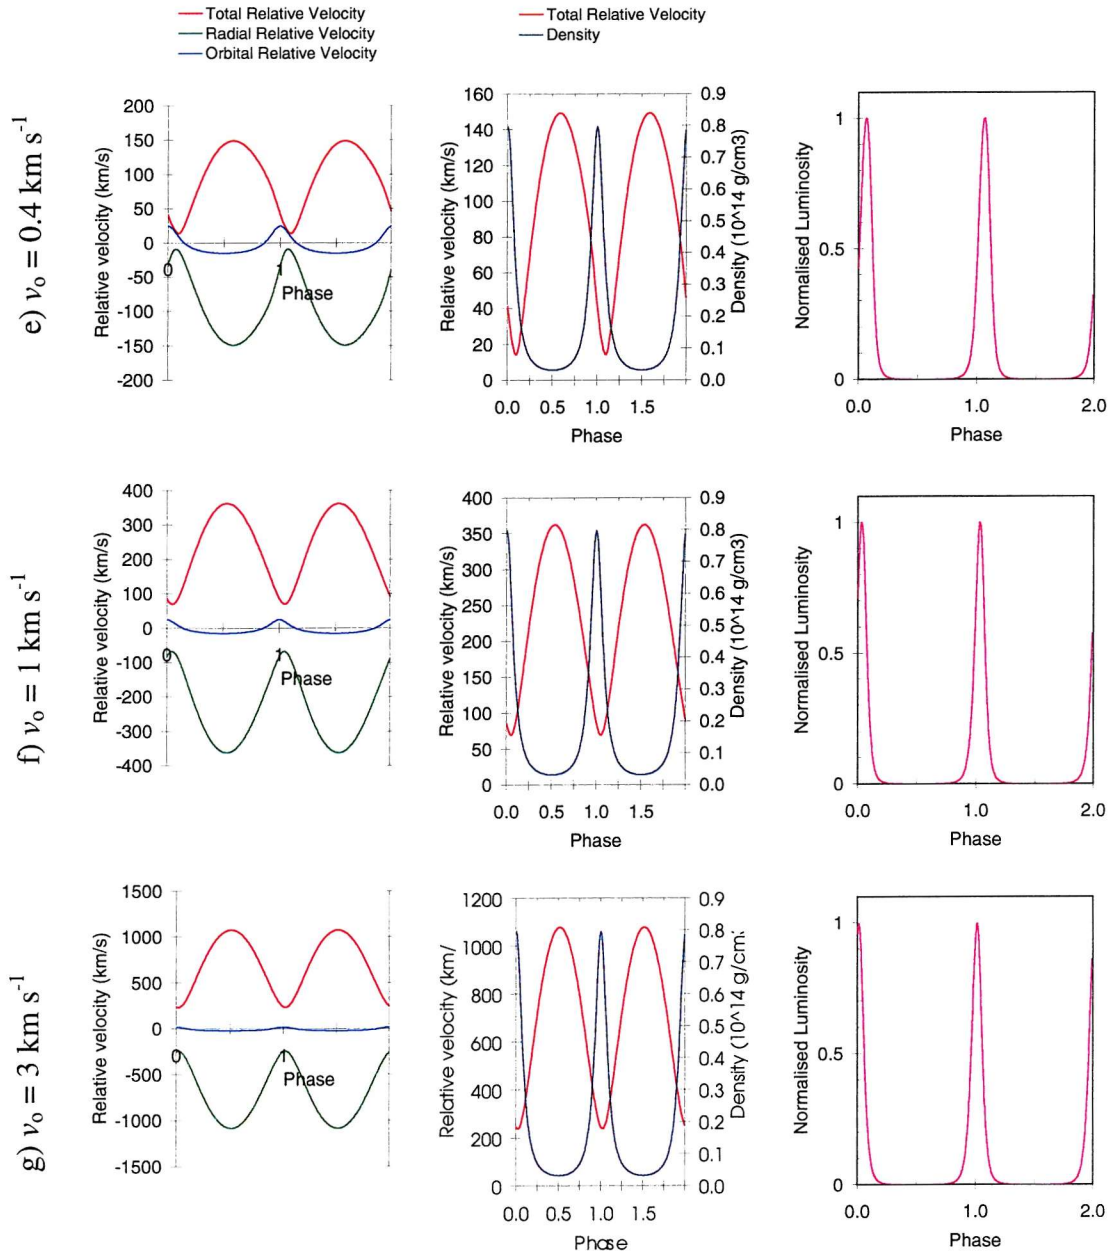 Total Relative Velocity
Radial Relative Velocity
Orbital Relative Velocity
Total Relative Velocity
Density
e) v₀ = 0.4 km s⁻¹
Relative velocity (km/s)
200
150
100
50
0
-50
-100
-150
-200
0
1
Phase
Relative velocity (km/s)
160
140
120
100
80
60
40
20
0
0.9
0.8
0.7
0.6
0.5
0.4
0.3
0.2
0.1
0.0
Density (10^14 g/cm3)
0.0 0.5 1.0 1.5
Phase
Normalised Luminosity
1
0.5
0
0.0 1.0 2.0
Phase
f) v₀ = 1 km s⁻¹
Relative velocity (km/s)
400
300
200
100
0
-100
-200
-300
-400
0
1
Phase
Relative velocity (km/s)
400
350
300
250
200
150
100
50
0
0.9
0.8
0.7
0.6
0.5
0.4
0.3
0.2
0.1
0.0
Density (10^14 g/cm3)
0.0 0.5 1.0 1.5
Phase
Normalised Luminosity
1
0.5
0
0.0 1.0 2.0
Phase
g) v₀ = 3 km s⁻¹
Relative velocity (km/s)
1500
1000
500
0
-500
-1000
-1500
0
1
Phase
Relative velocity (km/
1200
1000
800
600
400
200
0
0.9
0.8
0.7
0.6
0.5
0.4
0.3
0.2
0.1
0.0
Density (10^14 g/cm:
0.0 0.5 1.0 1.5
Phase
Normalised Luminosity
1
0.5
0
0.0 1.0 2.0
Phase